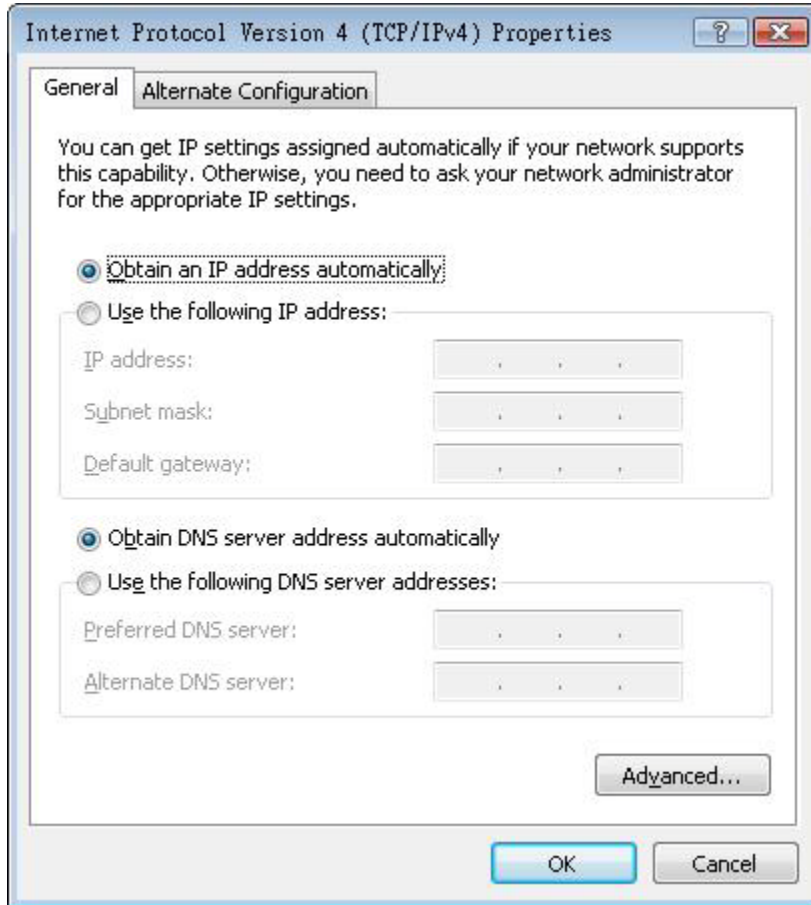 Internet Protocol Version 4 (TCP/IPv4) Properties
General
Alternate Configuration
You can get IP settings assigned automatically if your network supports
this capability. Otherwise, you need to ask your network administrator
for the appropriate IP settings.
Obtain an IP address automatically
Use the following IP address:
IP address:
Subnet mask:
Default gateway:
Obtain DNS server address automatically
Use the following DNS server addresses:
Preferred DNS server:
Alternate DNS server:
Advanced...
OK
Cancel